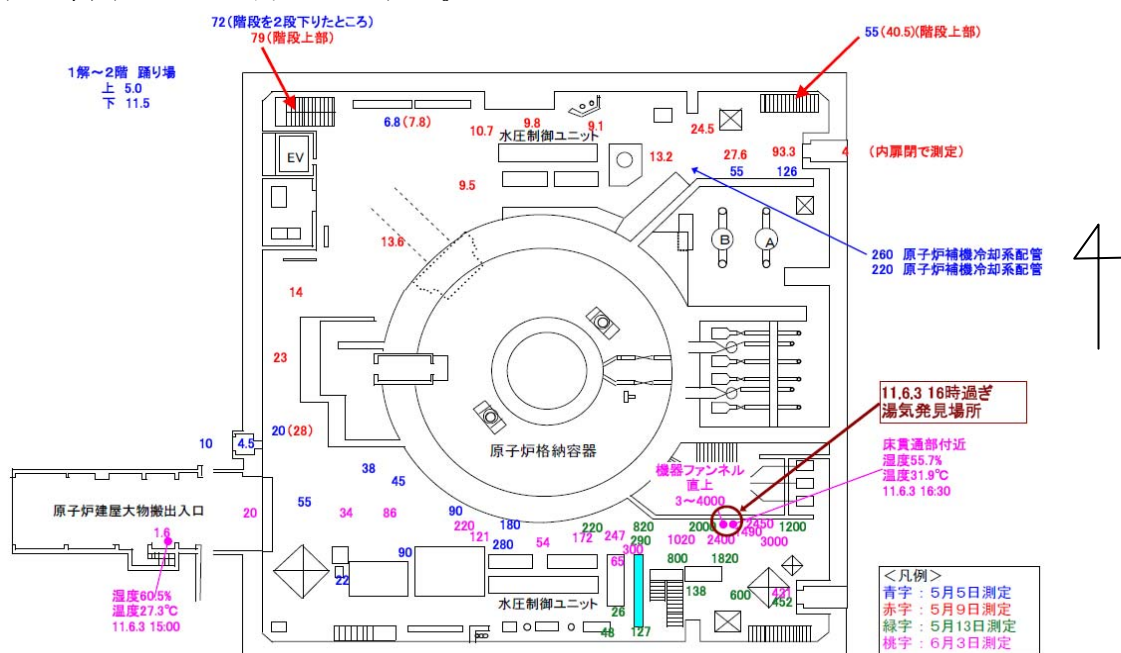 72(階段を2段下りたところ)
79(階段上部)
55(40.5)(階段上部)
1解～2階 踊り場
上 5.0
下 11.5
6.8(7.8)
10.7
9.8
9.1
水圧制御ユニット
24.5
EV
13.2
27.6
93.3
4
(内扉閉で測定)
55
126
9.5
13.6
B
A
260 原子炉補機冷却系配管
220 原子炉補機冷却系配管
14
23
11.6.3 16時過ぎ
湯気発見場所
20(28)
10
4.5
原子炉格納容器
床貫通部付近
湿度55.7%
温度31.9℃
11.6.3 16:30
機器ファンネル
直上
3～4000
38
45
55
原子炉建屋大物搬出入口
20
34
86
90
220
180
121
280
54
172
220
247
820
290
300
65
1020
2000
2400
2450
1200
3000
1.6
90
22
800
1820
138
600
431
452
湿度60.5%
温度27.3℃
11.6.3 15:00
水圧制御ユニット
26
48
127
<凡例>
青字：5月5日測定
赤字：5月9日測定
緑字：5月13日測定
桃字：6月3日測定